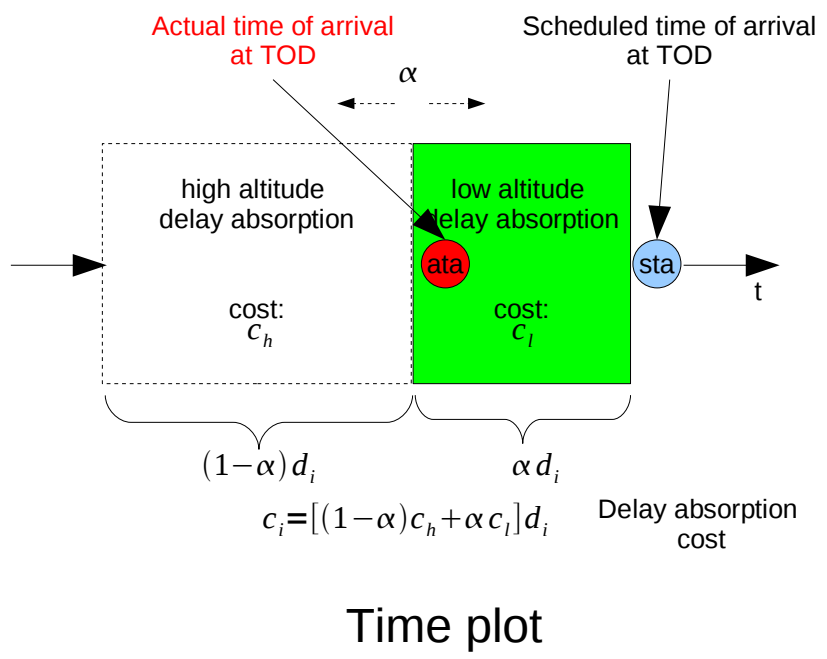 Actual time of arrival
at TOD
Scheduled time of arrival
at TOD
α
high altitude
delay absorption
low altitude
delay absorption
ata
sta
t
cost:
c_h
cost:
c_l
(1−α)d_i
α d_i
c_i=[(1−α)c_h+α c_l]d_i
Delay absorption
cost
Time plot